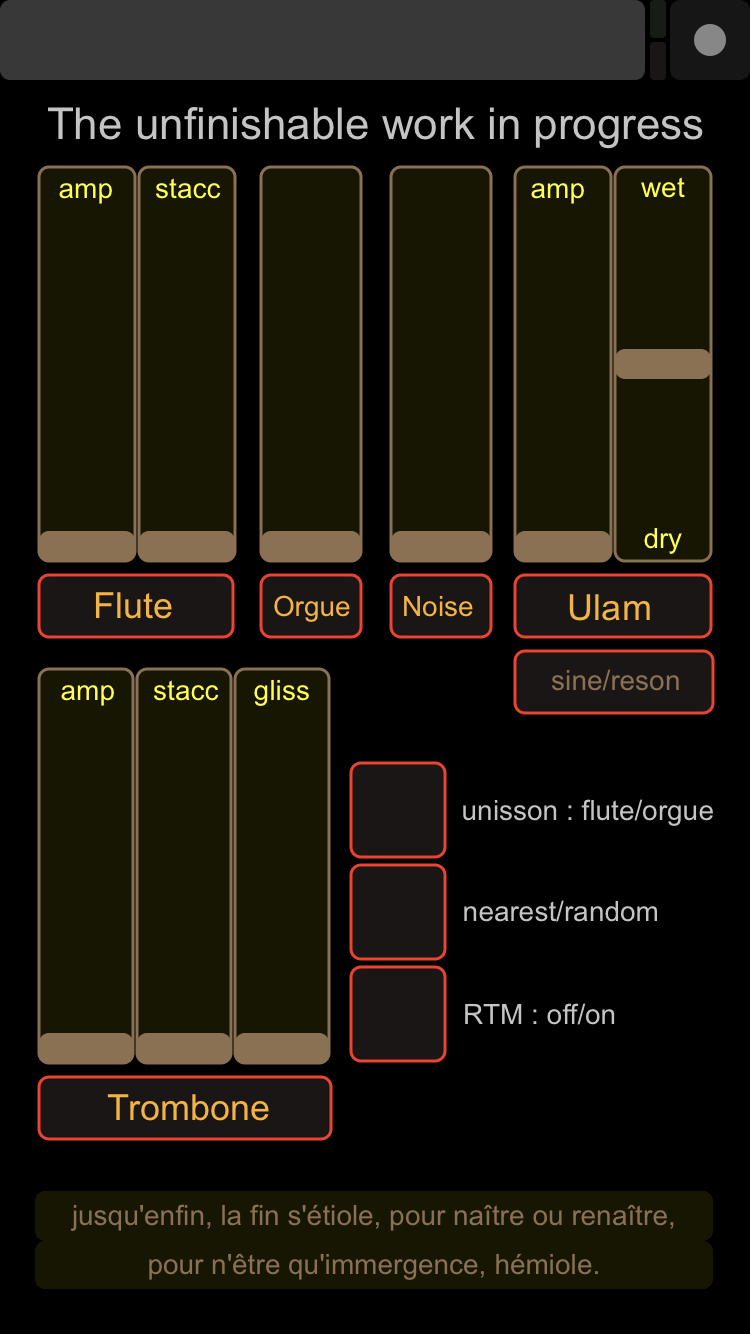 The unfinishable work in progress
amp stacc amp wet
dry
Flute Orgue Noise Ulam
sine/reson
amp stacc gliss
unisson : flute/orgue
nearest/random
RTM : off/on
Trombone
jusqu'enfin, la fin s'étiole, pour naître ou renaître,
pour n'être qu'immergence, hémiole.